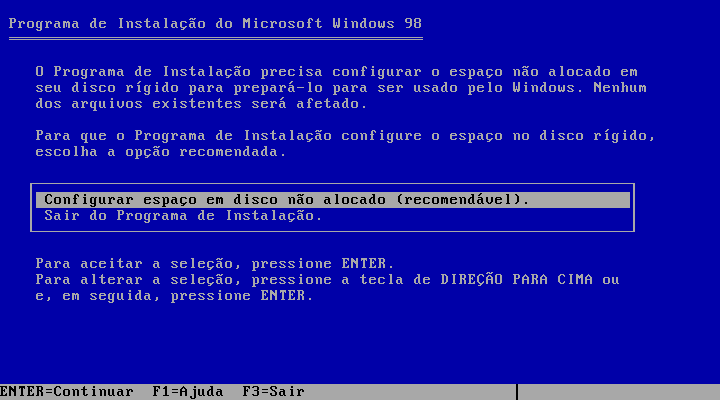 Programa de Instalação do Microsoft Windows 98
O Programa de Instalação precisa configurar o espaço não alocado em
seu disco rígido para prepará-lo para ser usado pelo Windows. Nenhum
dos arquivos existentes será afetado.
Para que o Programa de Instalação configure o espaço no disco rígido,
escolha a opção recomendada.
Configurar espaço em disco não alocado (recomendável).
Sair do Programa de Instalação.
Para aceitar a seleção, pressione ENTER.
Para alterar a seleção, pressione a tecla de DIREÇÃO PARA CIMA ou
e, em seguida, pressione ENTER.
ENTER=Continuar  F1=Ajuda  F3=Sair